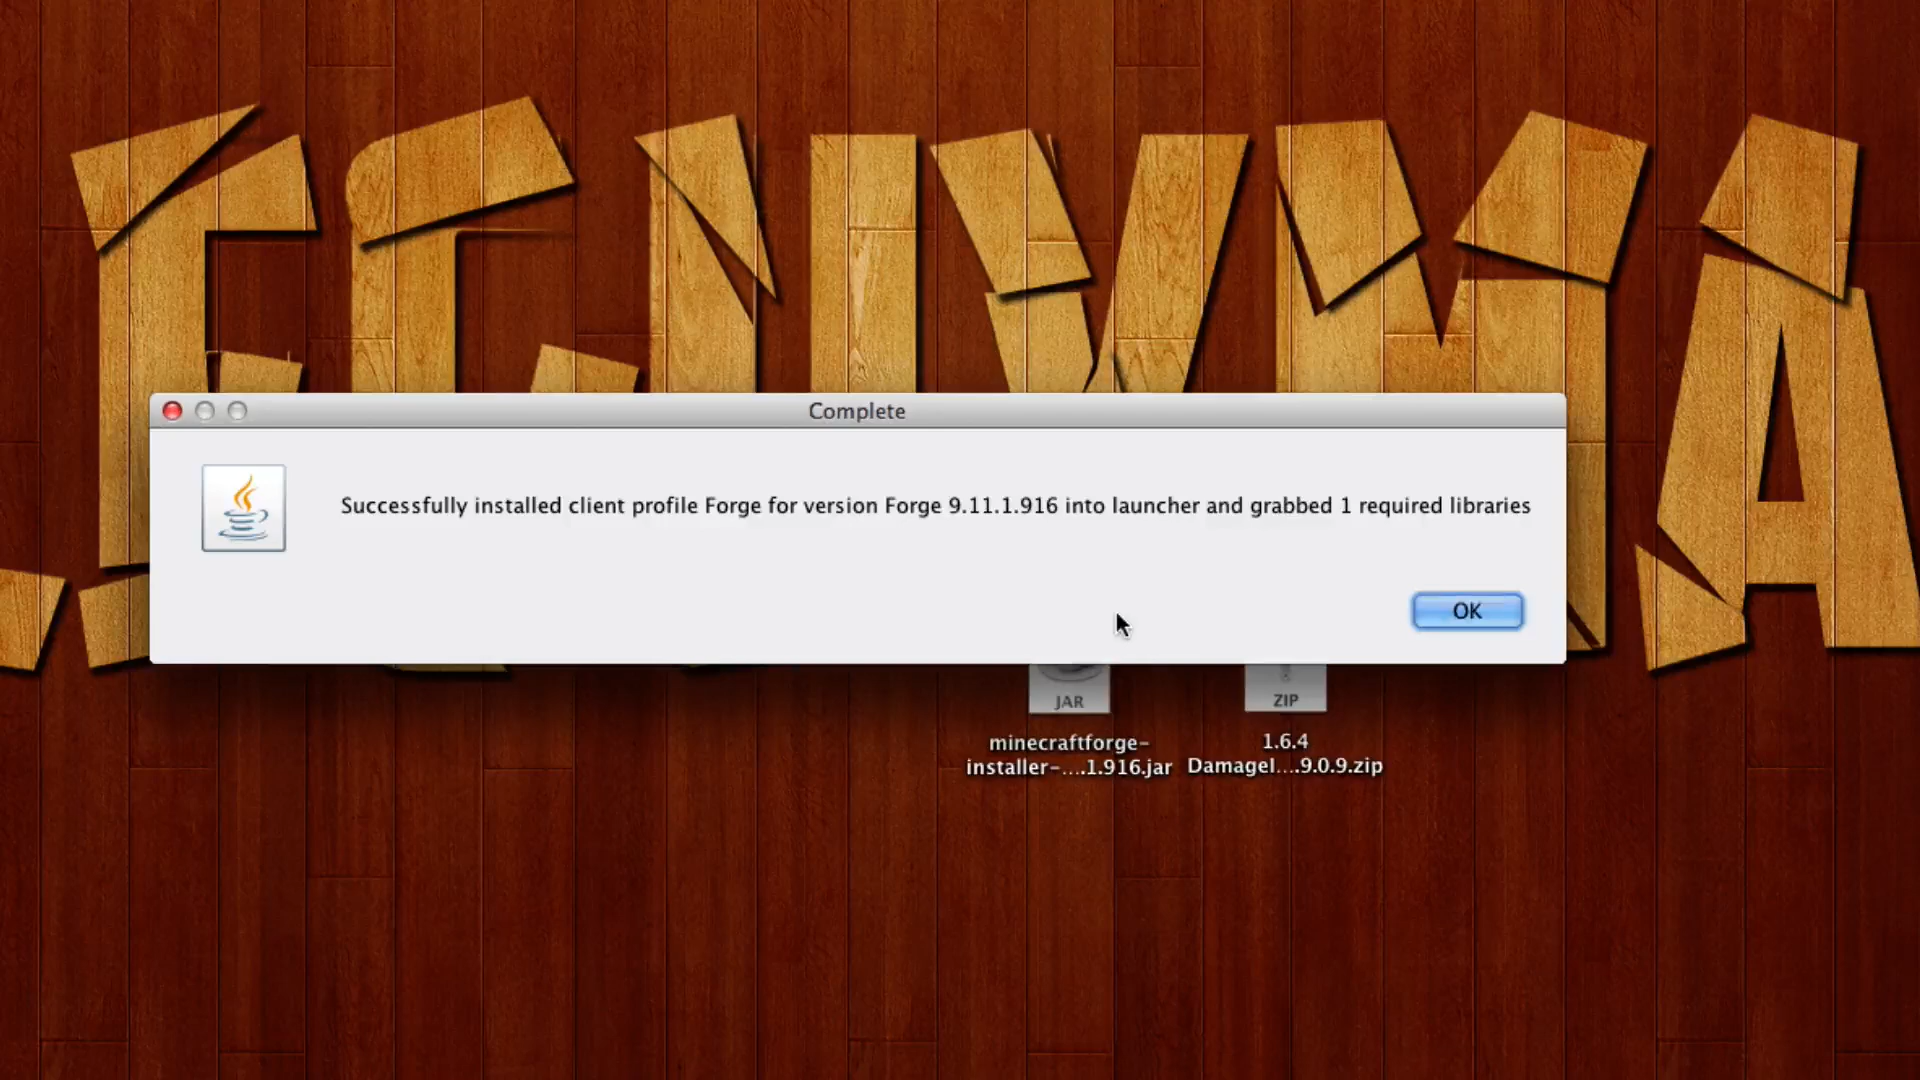 Complete
Successfully installed client profile Forge for version Forge 9.11.1.916 into launcher and grabbed 1 required libraries
OK
JAR
ZIP
minecraftforge-
installer-....1.916.jar
1.6.4
DamageI....9.0.9.zip